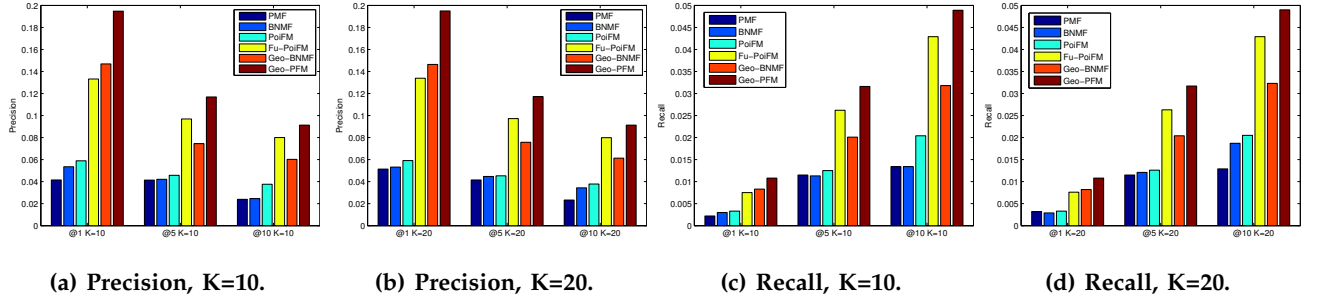 0.2
0.18
0.16
0.14
0.12
0.1
0.08
0.06
0.04
0.02
0
Precision
PMF
BNMF
PoiFM
Fu−PoiFM
Geo−BNMF
Geo−PFM
@1 K=10
@5 K=10
@10 K=10
(a) Precision, K=10.
0.2
0.18
0.16
0.14
0.12
0.1
0.08
0.06
0.04
0.02
0
Precision
PMF
BNMF
PoiFM
Fu−PoiFM
Geo−BNMF
Geo−PFM
@1 K=20
@5 K=20
@10 K=20
(b) Precision, K=20.
0.05
0.045
0.04
0.035
0.03
0.025
0.02
0.015
0.01
0.005
0
Recall
PMF
BNMF
PoiFM
Fu−PoiFM
Geo−BNMF
Geo−PFM
@1 K=10
@5 K=10
@10 K=10
(c) Recall, K=10.
0.05
0.045
0.04
0.035
0.03
0.025
0.02
0.015
0.01
0.005
0
Recall
PMF
BNMF
PoiFM
Fu−PoiFM
Geo−BNMF
Geo−PFM
@1 K=20
@5 K=20
@10 K=20
(d) Recall, K=20.